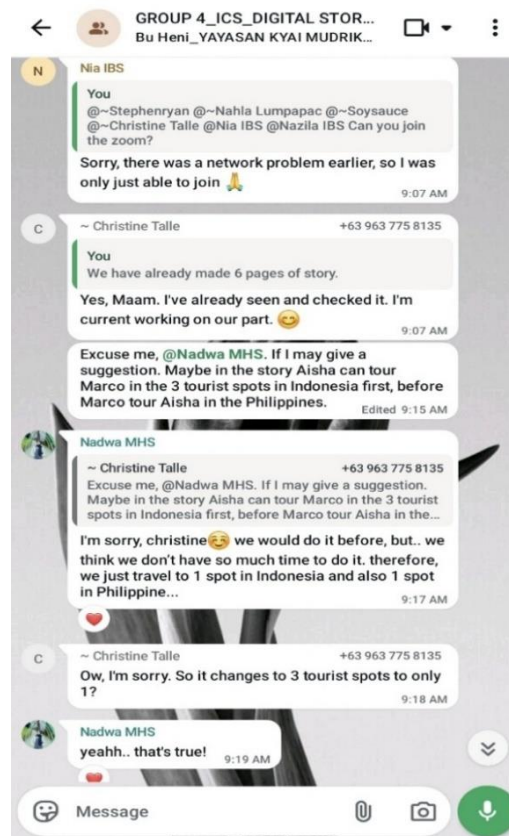 GROUP 4_ICS_DIGITAL STOR...
Bu Heni_YAYASAN KYAI MUDRIK...
N
Nia IBS
You
@~Stephenryan @~Nahla Lumpapac @~Soysauce
@~Christine Talle @Nia IBS @Nazila IBS Can you join
the zoom?
Sorry, there was a network problem earlier, so I was
only just able to join 🙏
9:07 AM
C
~ Christine Talle +63 963 775 8135
You
We have already made 6 pages of story.
Yes, Maam. I've already seen and checked it. I'm
current working on our part. 😊
9:07 AM
Excuse me, @Nadwa MHS. If I may give a
suggestion. Maybe in the story Aisha can tour
Marco in the 3 tourist spots in Indonesia first, before
Marco tour Aisha in the Philippines.
Edited 9:15 AM
Nadwa MHS
~ Christine Talle +63 963 775 8135
Excuse me, @Nadwa MHS. If I may give a suggestion.
Maybe in the story Aisha can tour Marco in the 3 tourist
spots in Indonesia first, before Marco tour Aisha in the...
I'm sorry, christine☺️ we would do it before, but.. we
think we don't have so much time to do it. therefore,
we just travel to 1 spot in Indonesia and also 1 spot
in Philippine...
9:17 AM
C
~ Christine Talle +63 963 775 8135
Ow, I'm sorry. So it changes to 3 tourist spots to only
1?
9:18 AM
Nadwa MHS
yeahh.. that's true! 9:19 AM
Message